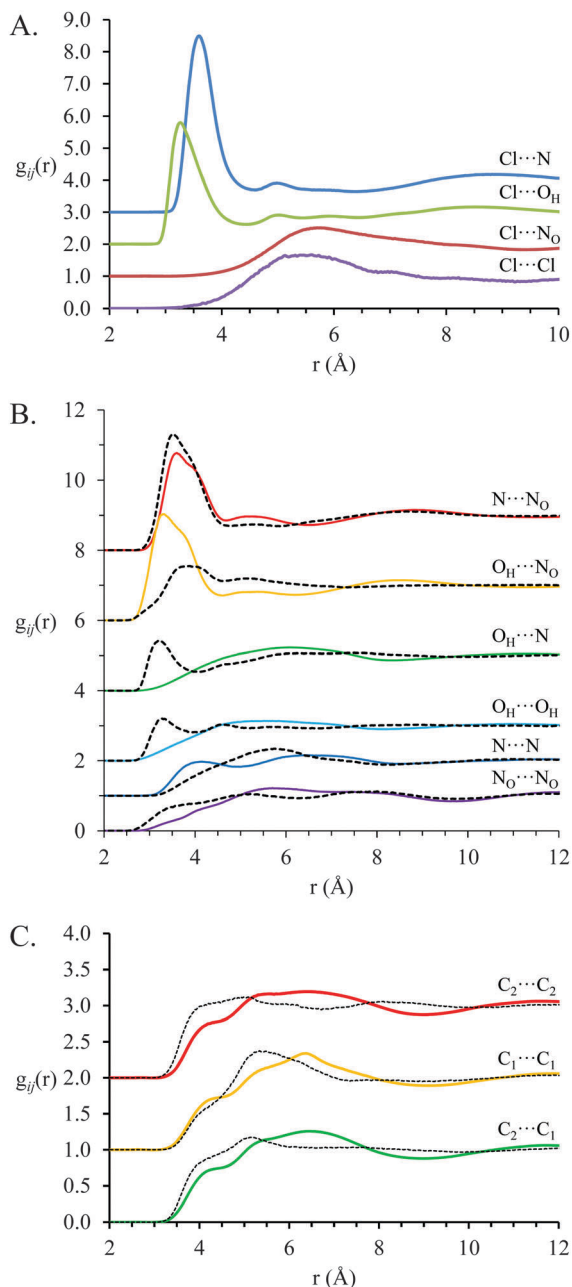 A.
9.0
8.0
7.0
6.0
5.0
4.0
3.0
2.0
1.0
0.0
gij(r)
Cl···N
Cl···OH
Cl···NO
Cl···Cl
2 4 6 8 10
r (Å)
B.
12
10
8
6
4
2
0
gij(r)
N···NO
OH···NO
OH···N
OH···OH
N···N
NO···NO
2 4 6 8 10 12
r (Å)
C.
4.0
3.5
3.0
2.5
2.0
1.5
1.0
0.5
0.0
gij(r)
C2···C2
C1···C1
C2···C1
2 4 6 8 10 12
r (Å)